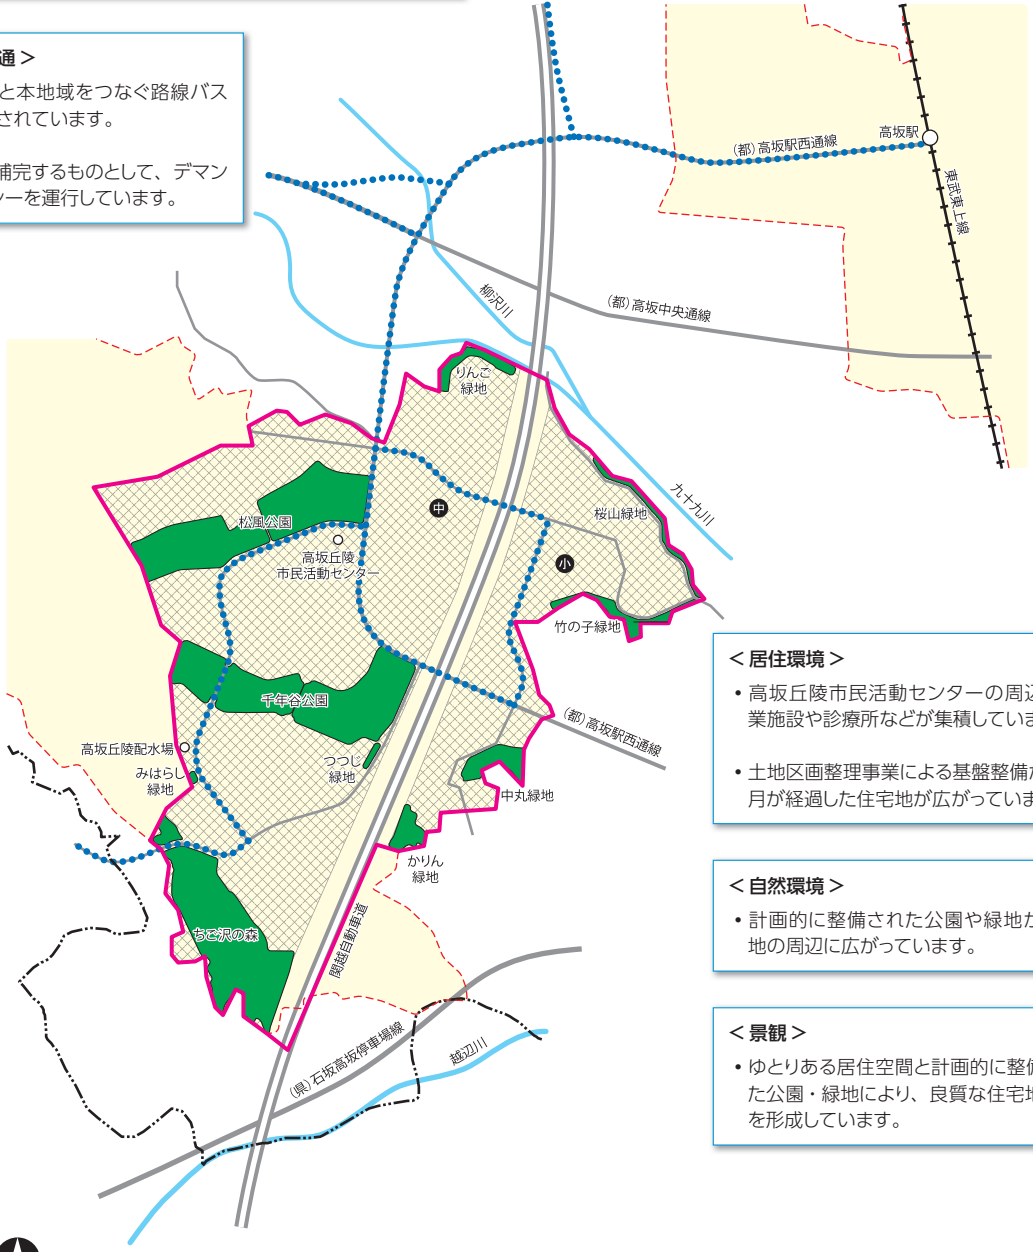 通＞
と本地域をつなぐ路線バス
されています。
補完するものとして、デマン
シーを運行しています。
(都)高坂駅西通線
高坂駅
東武東上線
柳沢川
(都)高坂中央通線
りんご
緑地
九十九川
桜山緑地
中
松風公園
高坂丘陵
市民活動センター
小
竹の子緑地
千年谷公園
(都)高坂駅西通線
高坂丘陵配水場
みはらし
緑地
つつじ
緑地
中丸緑地
かりん
緑地
ちご沢の森
関越自動車道
(県)石坂高坂停車場線
越辺川
＜居住環境＞
・高坂丘陵市民活動センターの周辺
業施設や診療所などが集積していま
・土地区画整理事業による基盤整備
月が経過した住宅地が広がっていま
＜自然環境＞
・計画的に整備された公園や緑地が
地の周辺に広がっています。
＜景観＞
・ゆとりある居住空間と計画的に整備
た公園・緑地により、良質な住宅地
を形成しています。